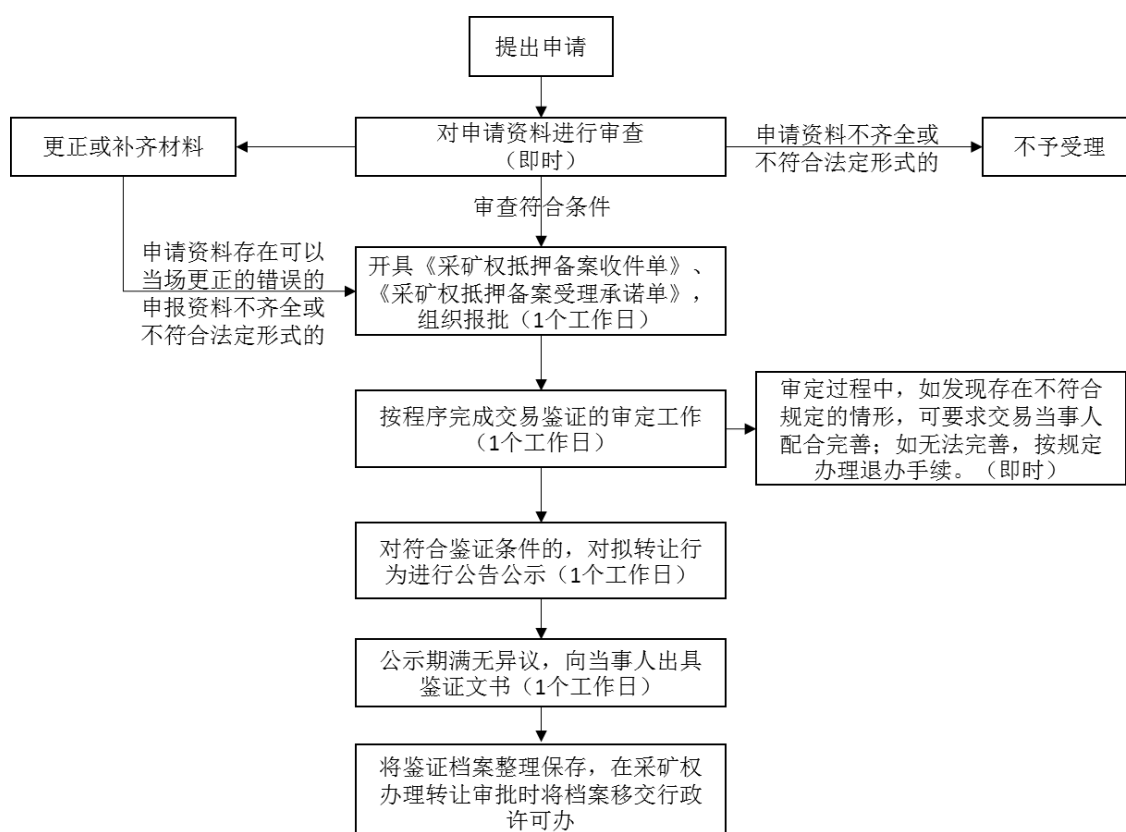 提出申请
更正或补齐材料
对申请资料进行审查
（即时）
申请资料不齐全或
不符合法定形式的
不予受理
审查符合条件
申请资料存在可以
当场更正的错误的
申报资料不齐全或
不符合法定形式的
开具《采矿权抵押备案收件单》、
《采矿权抵押备案受理承诺单》，
组织报批（1个工作日）
按程序完成交易鉴证的审定工作
（1个工作日）
审定过程中，如发现存在不符合
规定的情形，可要求交易当事人
配合完善；如无法完善，按规定
办理退办手续。（即时）
对符合鉴证条件的，对拟转让行
为进行公告公示（1个工作日）
公示期满无异议，向当事人出具
鉴证文书（1个工作日）
将鉴证档案整理保存，在采矿权
办理转让审批时将档案移交行政
许可办